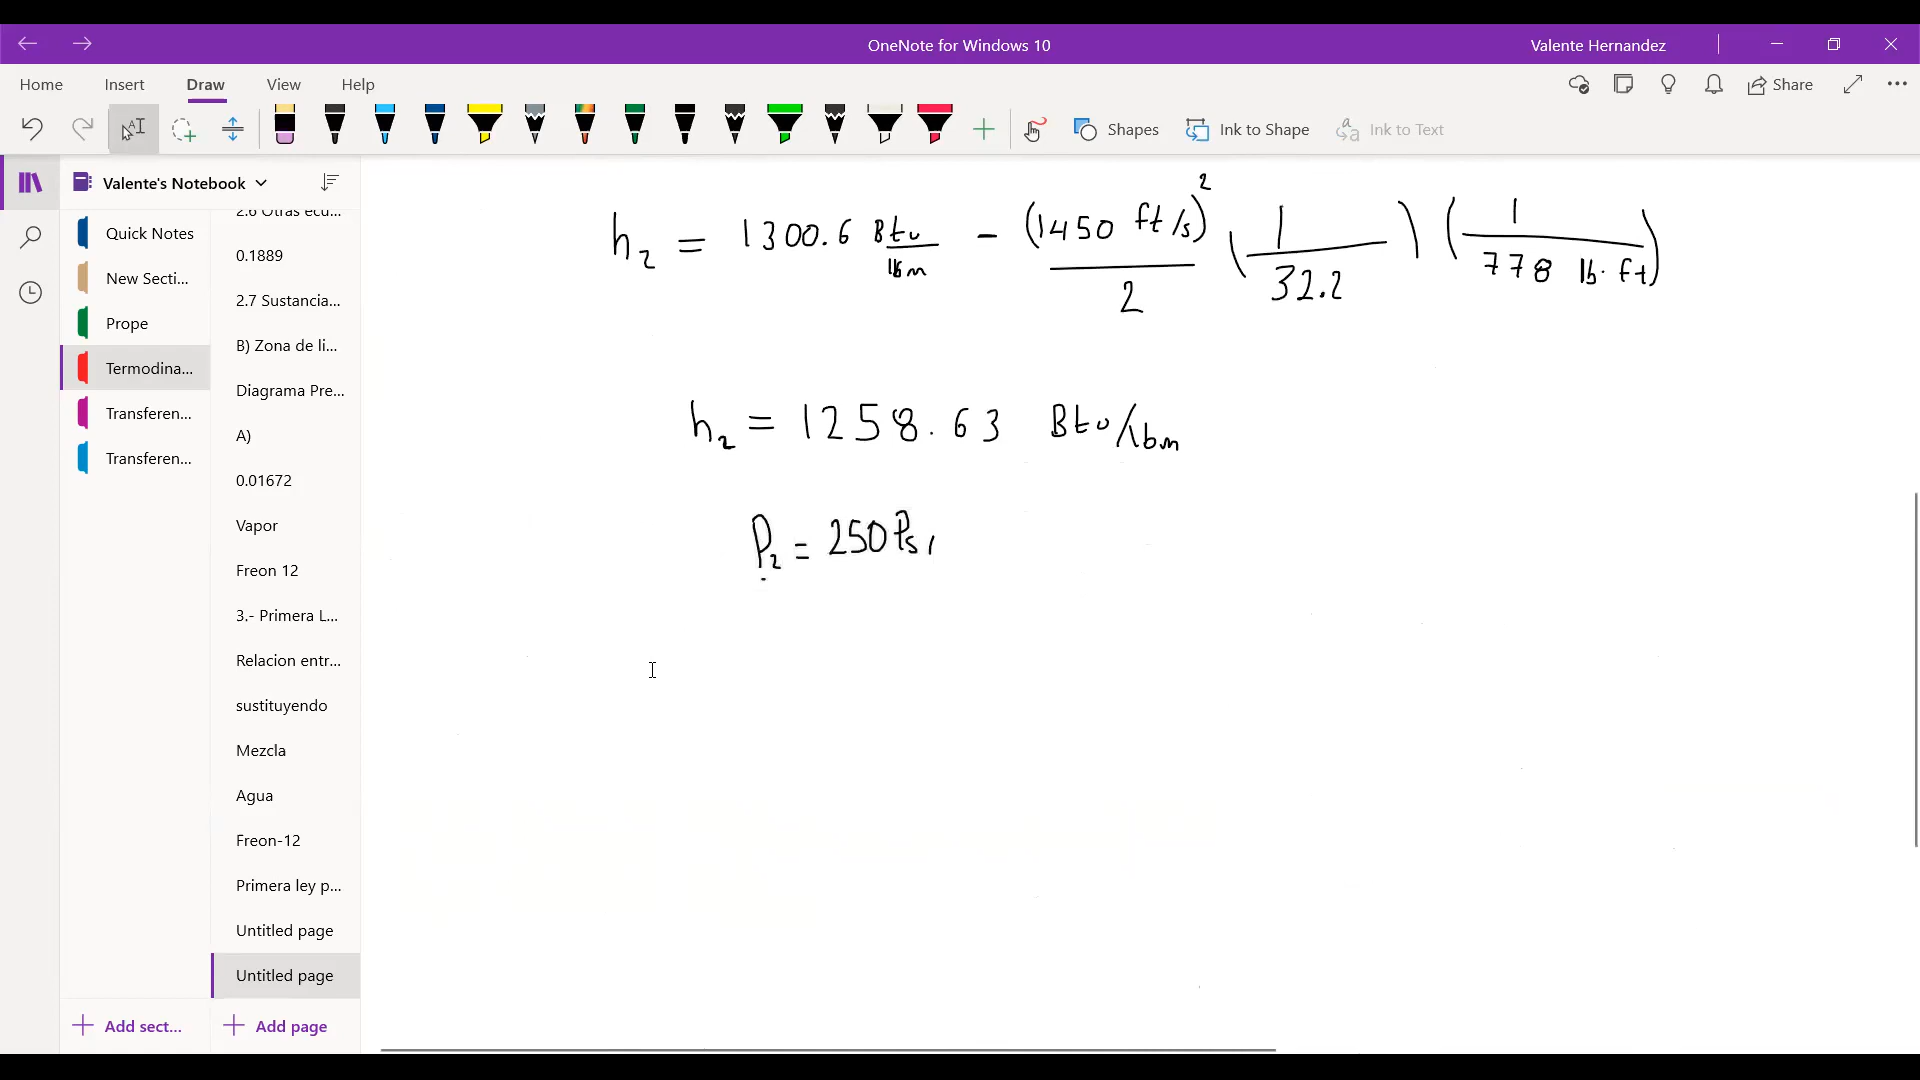 OneNote for Windows 10
Valente Hernandez
Home Insert Draw View Help
Share
Shapes
Ink to Shape
Ink to Text
Valente's Notebook
Quick Notes
New Secti...
Prope
Termodina...
Transferen...
Transferen...
Add sect...
2.6 Otras ecu...
0.1889
2.7 Sustancia...
B) Zona de li...
Diagrama Pre...
A)
0.01672
Vapor
Freon 12
3.- Primera L...
Relacion entr...
sustituyendo
Mezcla
Agua
Freon-12
Primera ley p...
Untitled page
Untitled page
Add page
h₂ = 1300.6 Btu/lbm - (1450 ft/s)²/2 (1/32.2) (1/778 lb·ft)
h₂ = 1258.63 Btu/lbm
P₂ = 250 Psi